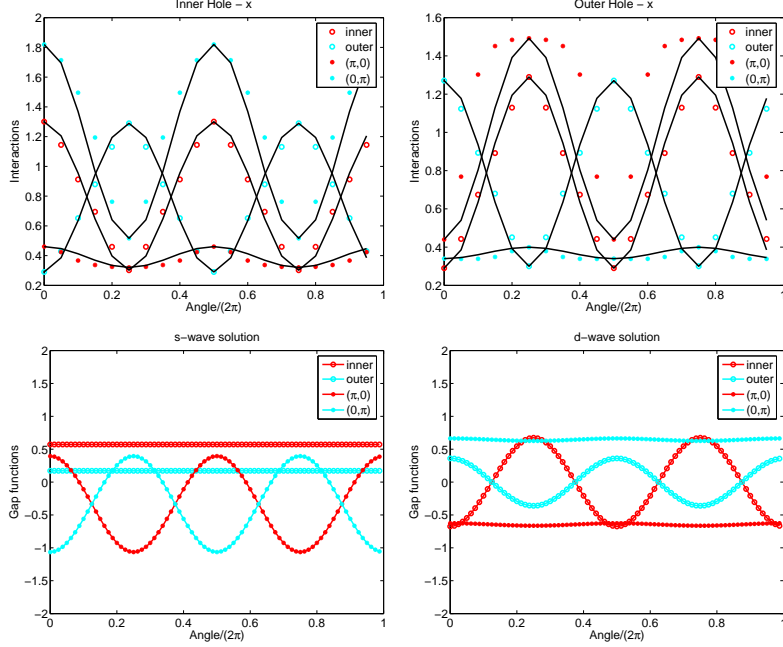 Inner Hole − x
2
1.8
1.6
1.4
1.2
1
0.8
0.6
0.4
0.2
Interactions
0
0.2
0.4
0.6
0.8
1
Angle/(2π)
inner
outer
(π,0)
(0,π)
Outer Hole − x
1.6
1.4
1.2
1
0.8
0.6
0.4
0.2
Interactions
0
0.2
0.4
0.6
0.8
1
Angle/(2π)
inner
outer
(π,0)
(0,π)
s−wave solution
2
1.5
1
0.5
0
−0.5
−1
−1.5
−2
Gap functions
0
0.2
0.4
0.6
0.8
1
Angle/(2π)
inner
outer
(π,0)
(0,π)
d−wave solution
2
1.5
1
0.5
0
−0.5
−1
−1.5
−2
Gap functions
0
0.2
0.4
0.6
0.8
1
Angle/(2π)
inner
outer
(π,0)
(0,π)